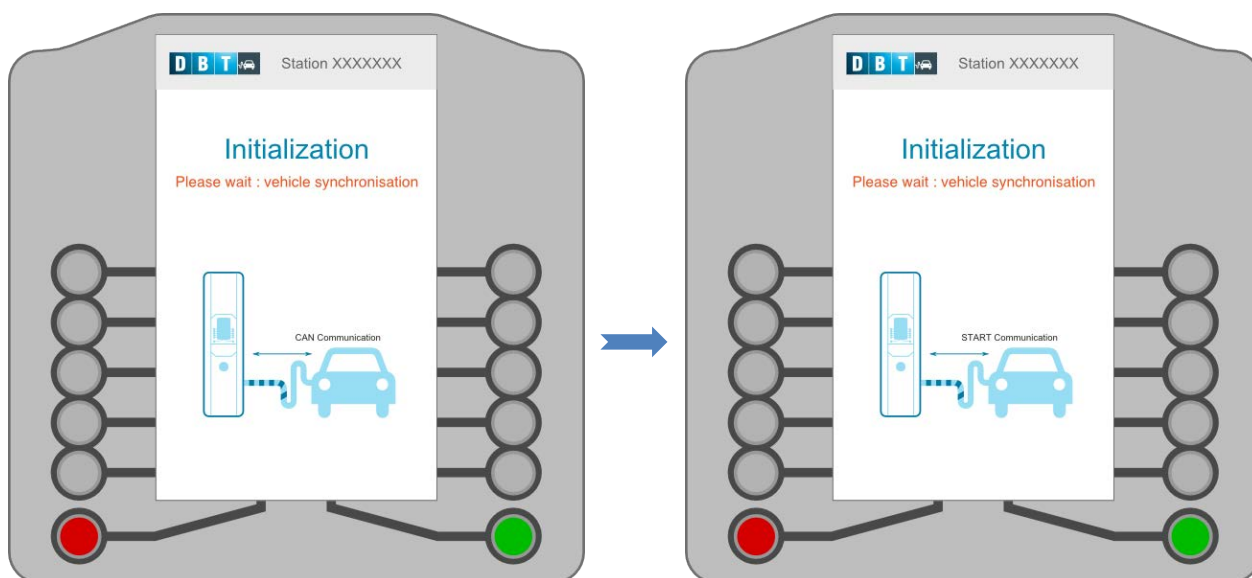 DBT Station XXXXXXX
Initialization
Please wait : vehicle synchronisation
CAN Communication
DBT Station XXXXXXX
Initialization
Please wait : vehicle synchronisation
START Communication